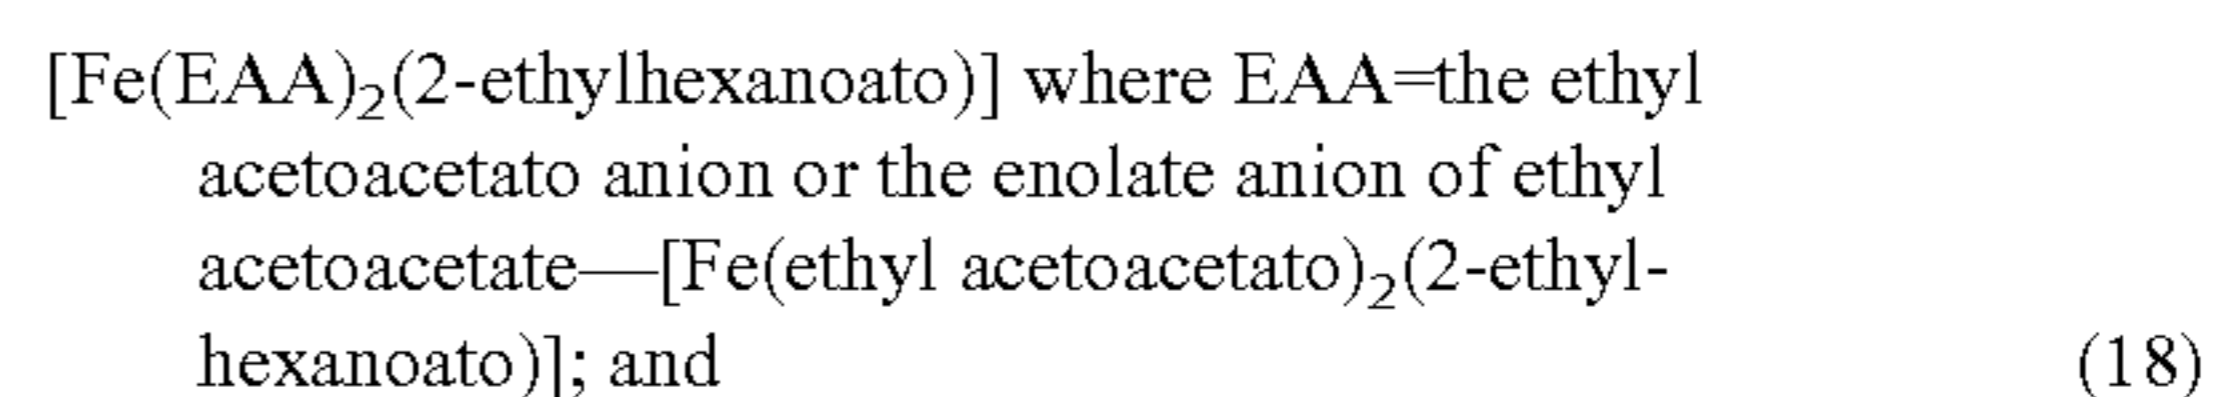 [Fe(EAA)₂(2-ethylhexanoato)] where EAA=the ethyl
acetoacetato anion or the enolate anion of ethyl
acetoacetate—[Fe(ethyl acetoacetato)₂(2-ethyl-
hexanoato)]; and (18)